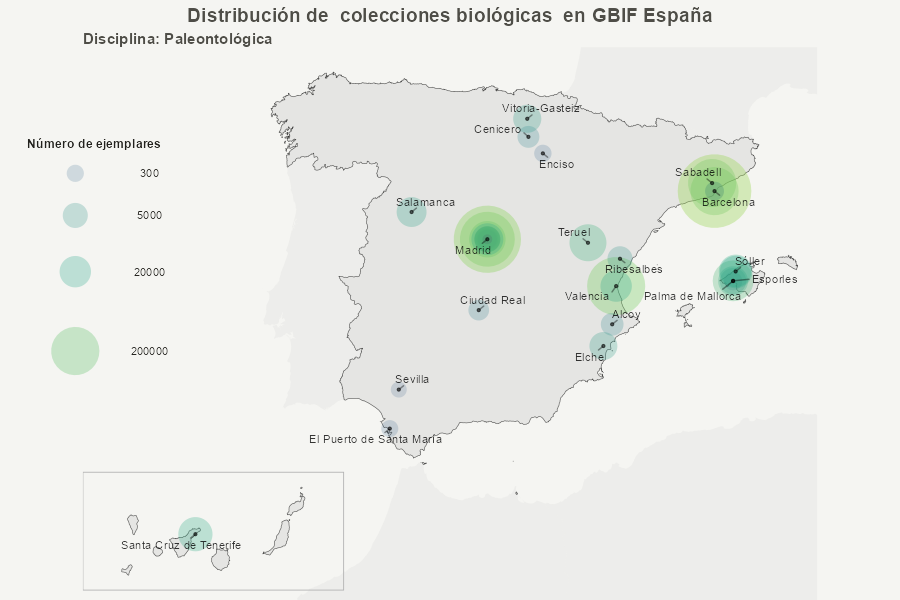 Distribución de  colecciones biológicas  en GBIF España
Disciplina: Paleontológica
Número de ejemplares
300
5000
20000
200000
Vitoria-Gasteiz
Cenicero
Enciso
Sabadell
Barcelona
Salamanca
Teruel
Madrid
Ribesalbes
Sóller
Esporles
Palma de Mallorca
Valencia
Ciudad Real
Alcoy
Elche
Sevilla
El Puerto de Santa María
Santa Cruz de Tenerife